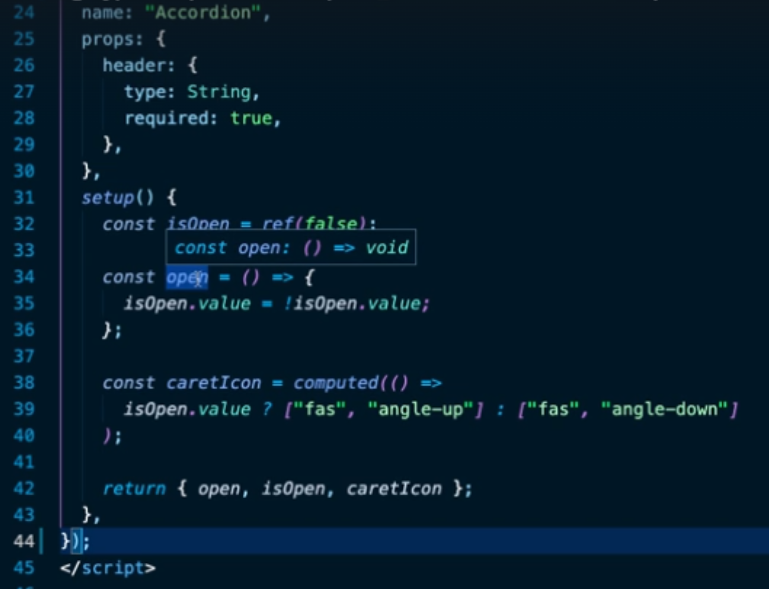 24 name: "Accordion",
25 props: {
26 header: {
27 type: String,
28 required: true,
29 },
30 },
31 setup() {
32 const isOpen = ref(false);
const open: () => void
33
34 const open = () => {
35 isOpen.value = !isOpen.value;
36 };
37
38 const caretIcon = computed(() =>
39 isOpen.value ? ["fas", "angle-up"] : ["fas", "angle-down"]
40 );
41
42 return { open, isOpen, caretIcon };
43 },
44 });
45 </script>